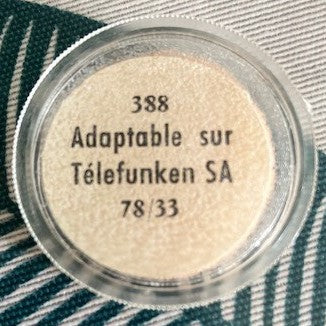 388
Adaptable sur
Télefunken SA
78/33